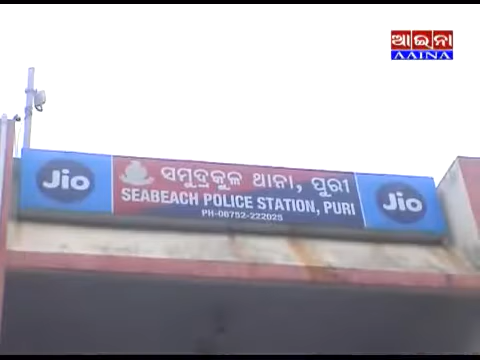 ଆଇନା
AAINA
Jio
ସମୁଦ୍ରକୂଳ ଥାନା, ପୁରୀ
SEABEACH POLICE STATION, PURI
PH-06752-222025
Jio